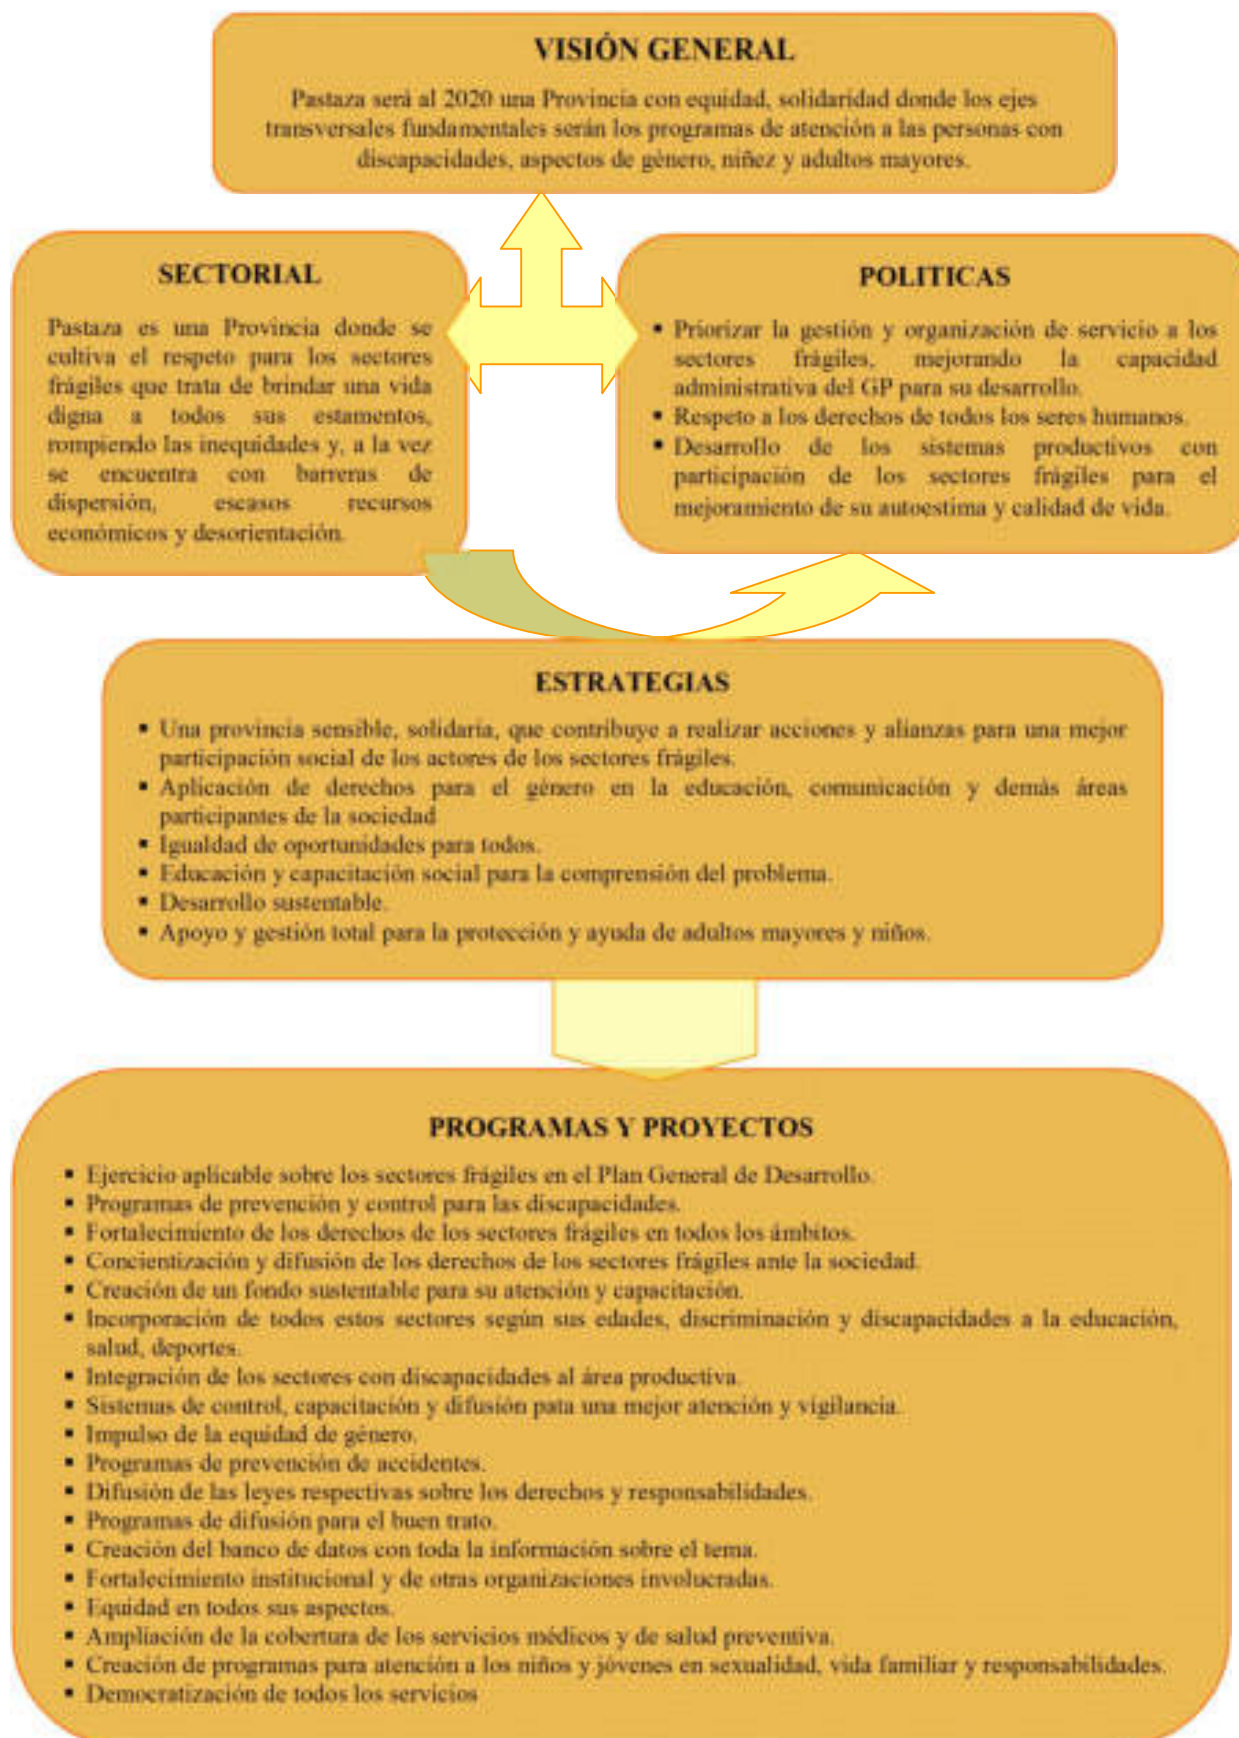 VISIÓN GENERAL
Pastaza será al 2020 una Provincia con equidad, solidaridad donde los ejes
transversales fundamentales serán los programas de atención a las personas con
discapacidades, aspectos de género, niñez y adultos mayores.
SECTORIAL
Pastaza es una Provincia donde se
cultiva el respeto para los sectores
frágiles que trata de brindar una vida
digna a todos sus estamentos,
rompiendo las inequidades y, a la vez
se encuentra con barreras de
dispersión, escasos recursos
económicos y desorientación.
POLITICAS
▪ Priorizar la gestión y organización de servicio a los
sectores frágiles, mejorando la capacidad
administrativa del GP para su desarrollo.
▪ Respeto a los derechos de todos los seres humanos.
▪ Desarrollo de los sistemas productivos con
participación de los sectores frágiles para el
mejoramiento de su autoestima y calidad de vida.
ESTRATEGIAS
▪ Una provincia sensible, solidaria, que contribuye a realizar acciones y alianzas para una mejor
participación social de los actores de los sectores frágiles.
▪ Aplicación de derechos para el género en la educación, comunicación y demás áreas
participantes de la sociedad
▪ Igualdad de oportunidades para todos.
▪ Educación y capacitación social para la comprensión del problema.
▪ Desarrollo sustentable.
▪ Apoyo y gestión total para la protección y ayuda de adultos mayores y niños.
PROGRAMAS Y PROYECTOS
▪ Ejercicio aplicable sobre los sectores frágiles en el Plan General de Desarrollo.
▪ Programas de prevención y control para las discapacidades.
▪ Fortalecimiento de los derechos de los sectores frágiles en todos los ámbitos.
▪ Concientización y difusión de los derechos de los sectores frágiles ante la sociedad.
▪ Creación de un fondo sustentable para su atención y capacitación.
▪ Incorporación de todos estos sectores según sus edades, discriminación y discapacidades a la educación,
salud, deportes.
▪ Integración de los sectores con discapacidades al área productiva.
▪ Sistemas de control, capacitación y difusión pata una mejor atención y vigilancia.
▪ Impulso de la equidad de género.
▪ Programas de prevención de accidentes.
▪ Difusión de las leyes respectivas sobre los derechos y responsabilidades.
▪ Programas de difusión para el buen trato.
▪ Creación del banco de datos con toda la información sobre el tema.
▪ Fortalecimiento institucional y de otras organizaciones involucradas.
▪ Equidad en todos sus aspectos.
▪ Ampliación de la cobertura de los servicios médicos y de salud preventiva.
▪ Creación de programas para atención a los niños y jóvenes en sexualidad, vida familiar y responsabilidades.
▪ Democratización de todos los servicios